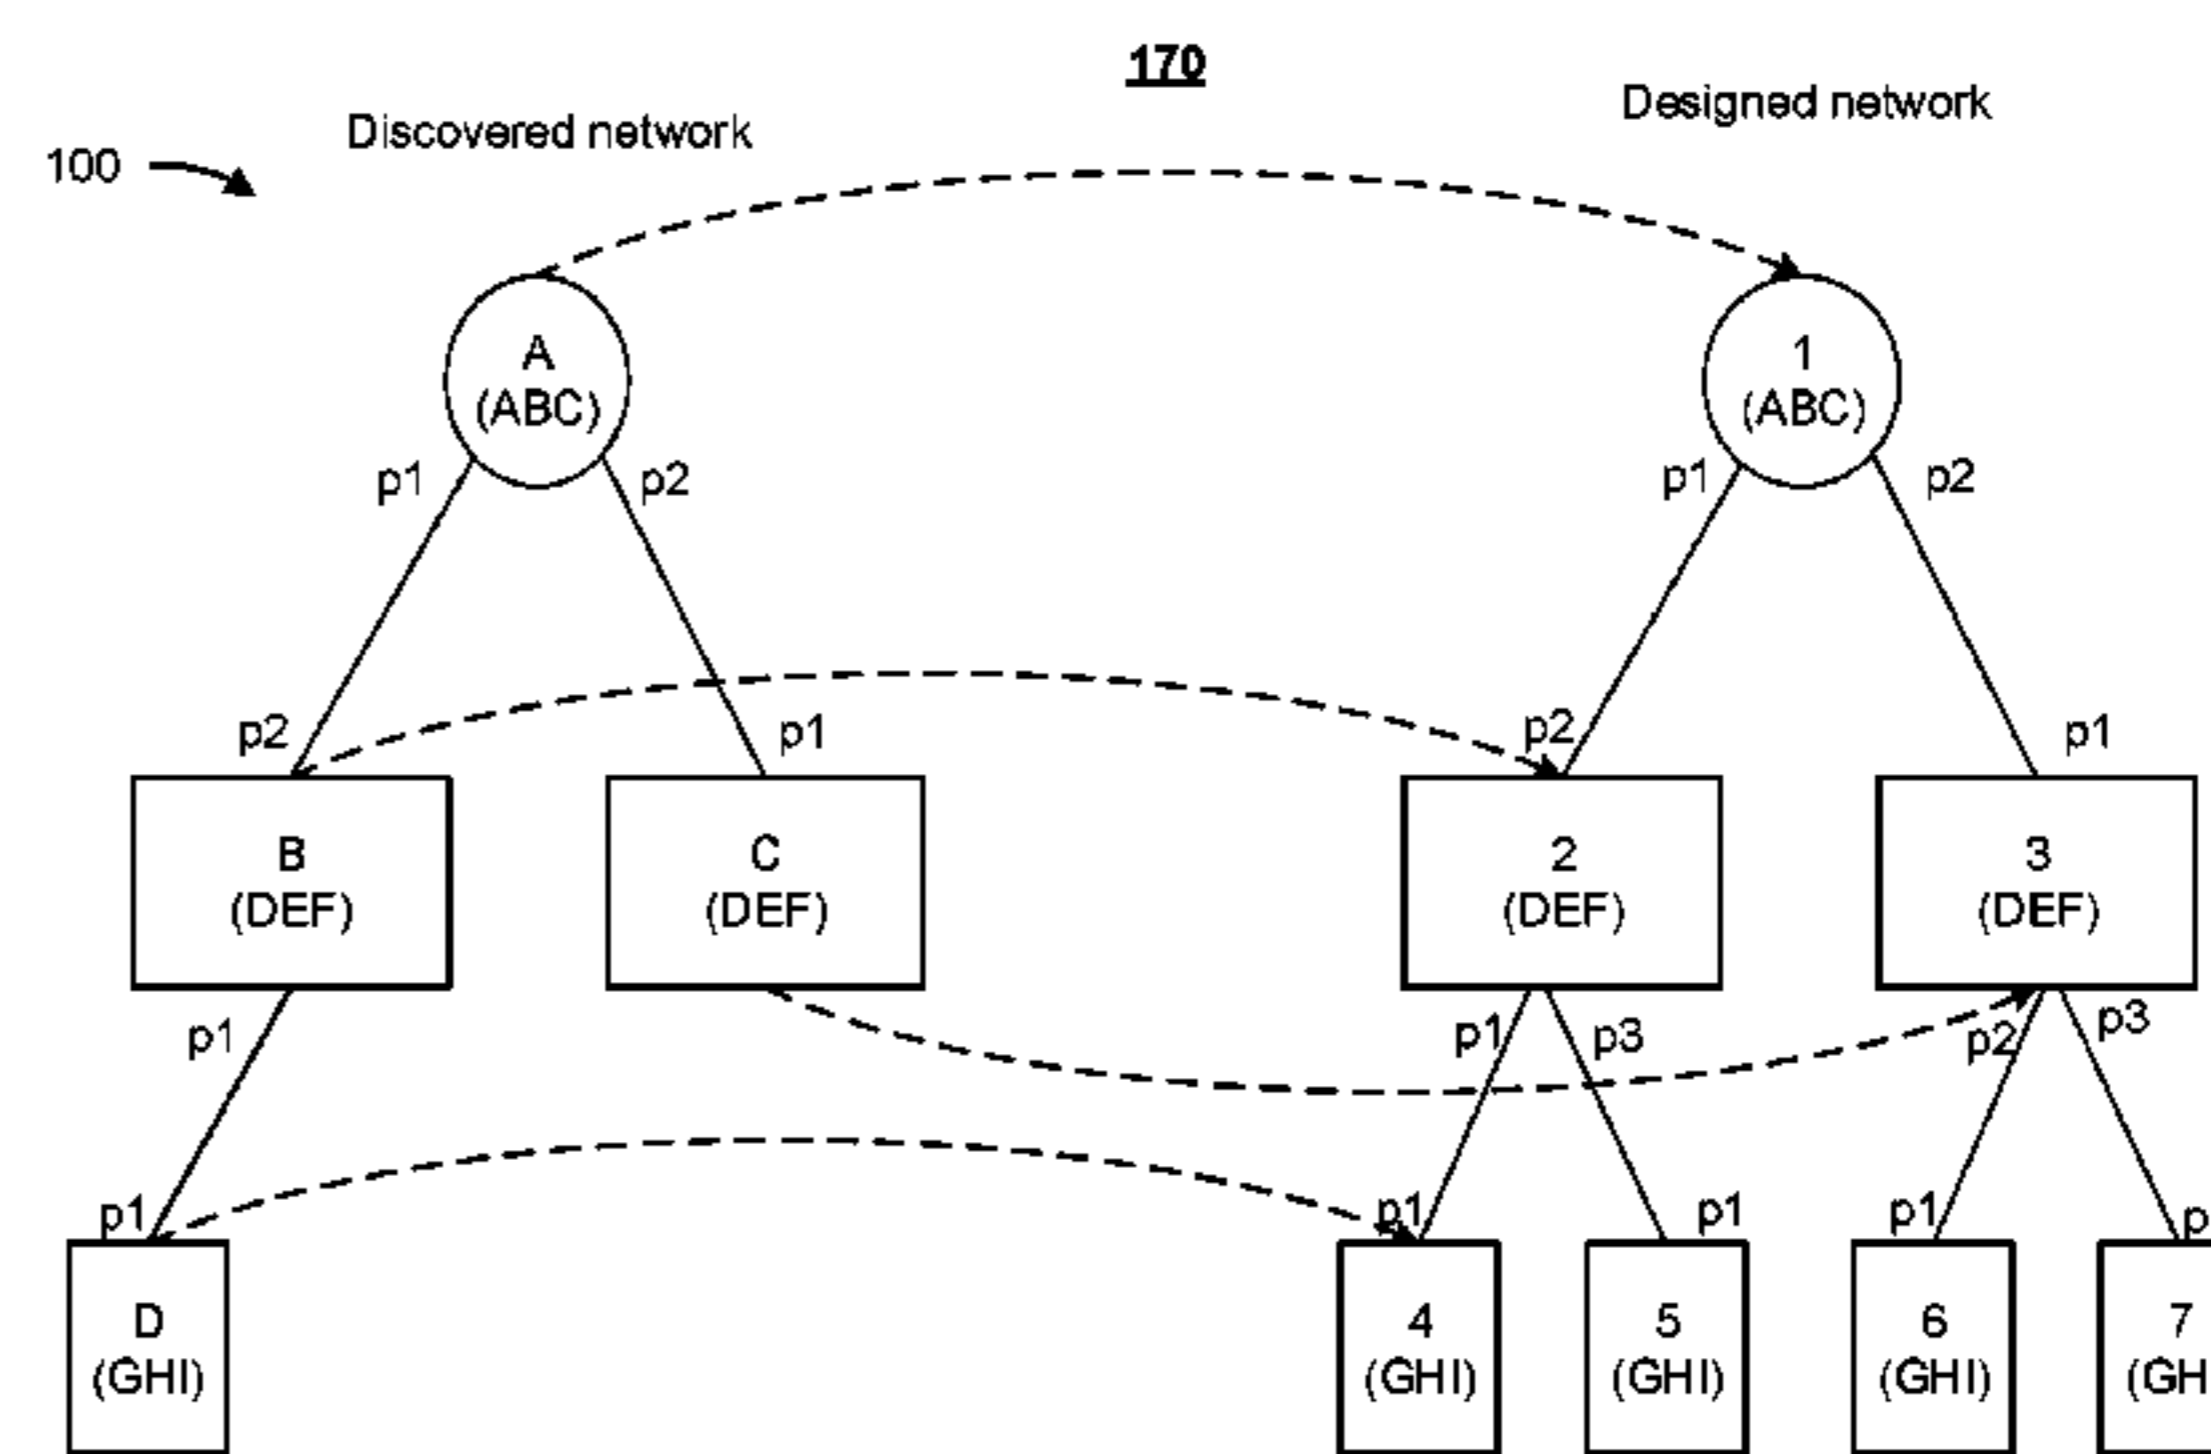 170
Discovered network
Designed network
100
A
(ABC)
1
(ABC)
p1
p2
p1
p2
p2
p1
p2
p1
B
(DEF)
C
(DEF)
2
(DEF)
3
(DEF)
p1
p1
p3
p2
p3
p1
p1
p1
p1
p
D
(GHI)
4
(GHI)
5
(GHI)
6
(GHI)
7
(GH